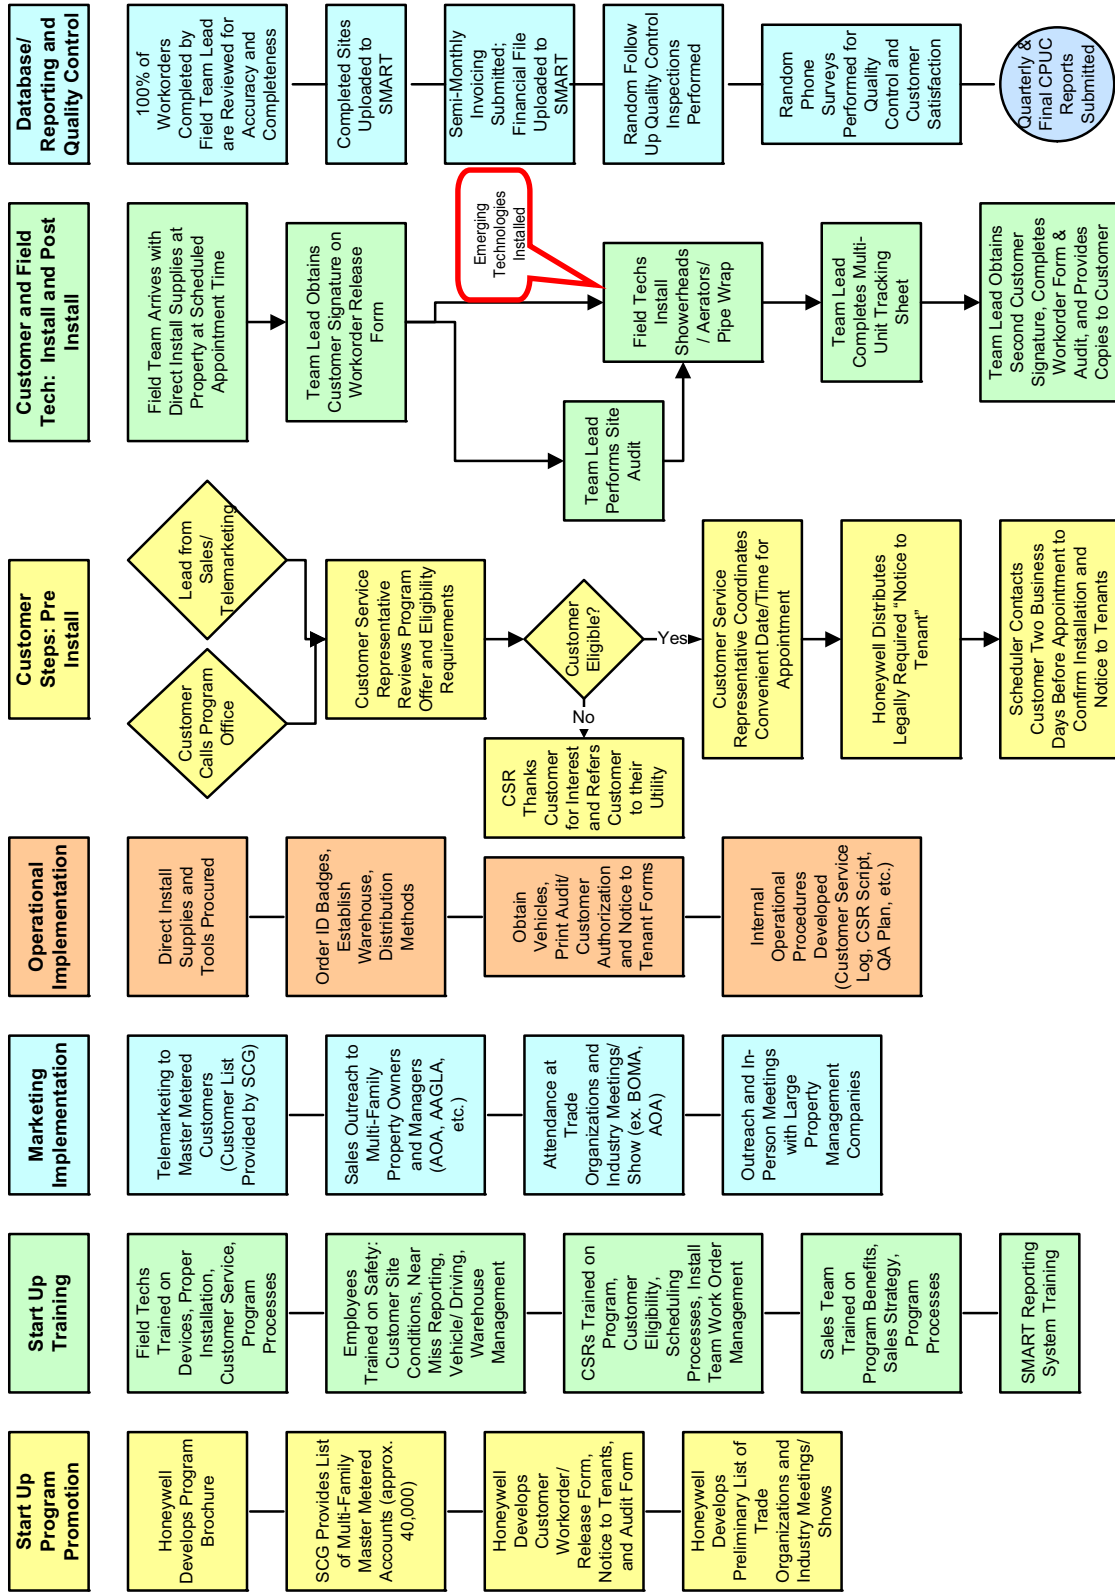 Start Up
Program
Promotion
Honeywell
Develops Program
Brochure
SCG Provides List
of Multi-Family
Master Metered
Accounts (approx.
40,000)
Honeywell
Develops
Customer
Workorder/
Release Form,
Notice to Tenants,
and Audit Form
Honeywell
Develops
Preliminary List of
Trade
Organizations and
Industry Meetings/
Shows
Start Up
Training
Field Techs
Trained on
Devices, Proper
Installation,
Customer Service,
Program
Processes
Employees
Trained on Safety:
Customer Site
Conditions, Near
Miss Reporting,
Vehicle/ Driving,
Warehouse
Management
CSRs Trained on
Program,
Customer
Eligibility,
Scheduling
Processes, Install
Team Work Order
Management
Sales Team
Trained on
Program Benefits,
Sales Strategy,
Program
Processes
SMART Reporting
System Training
Marketing
Implementation
Telemarketing to
Master Metered
Customers
(Customer List
Provided by SCG)
Sales Outreach to
Multi-Family
Property Owners
and Managers
(AOA, AAGLA,
etc.)
Attendance at
Trade
Organizations and
Industry Meetings/
Show (ex. BOMA,
AOA)
Outreach and In-
Person Meetings
with Large
Property
Management
Companies
Operational
Implementation
Direct Install
Supplies and
Tools Procured
Order ID Badges,
Establish
Warehouse,
Distribution
Methods
Obtain
Vehicles,
Print Audit/
Customer
Authorization
and Notice to
Tenant Forms
Internal
Operational
Procedures
Developed
(Customer Service
Log, CSR Script,
QA Plan, etc.)
Customer
Steps: Pre
Install
Customer
Calls Program
Office
Lead from
Sales/
Telemarketing
Customer Service
Representative
Reviews Program
Offer and Eligibility
Requirements
Customer
Eligible?
No
Yes
CSR
Thanks
Customer
for Interest
and Refers
Customer
to their
Utility
Customer Service
Representative Coordinates
Convenient Date/Time for
Appointment
Honeywell Distributes
Legally Required “Notice to
Tenant”
Scheduler Contacts
Customer Two Business
Days Before Appointment to
Confirm Installation and
Notice to Tenants
Customer and Field
Tech: Install and Post
Install
Field Team Arrives with
Direct Install Supplies at
Property at Scheduled
Appointment Time
Team Lead Obtains
Customer Signature on
Workorder Release
Form
Team Lead
Performs Site
Audit
Emerging
Technologies
Installed
Field Techs
Install
Showerheads
/ Aerators/
Pipe Wrap
Team Lead
Completes Multi-
Unit Tracking
Sheet
Team Lead Obtains
Second Customer
Signature, Completes
Workorder Form &
Audit, and Provides
Copies to Customer
Database/
Reporting and
Quality Control
100% of
Workorders
Completed by
Field Team Lead
are Reviewed for
Accuracy and
Completeness
Completed Sites
Uploaded to
SMART
Semi-Monthly
Invoicing
Submitted;
Financial File
Uploaded to
SMART
Random Follow
Up Quality Control
Inspections
Performed
Random
Phone
Surveys
Performed for
Quality
Control and
Customer
Satisfaction
Quarterly &
Final CPUC
Reports
Submitted